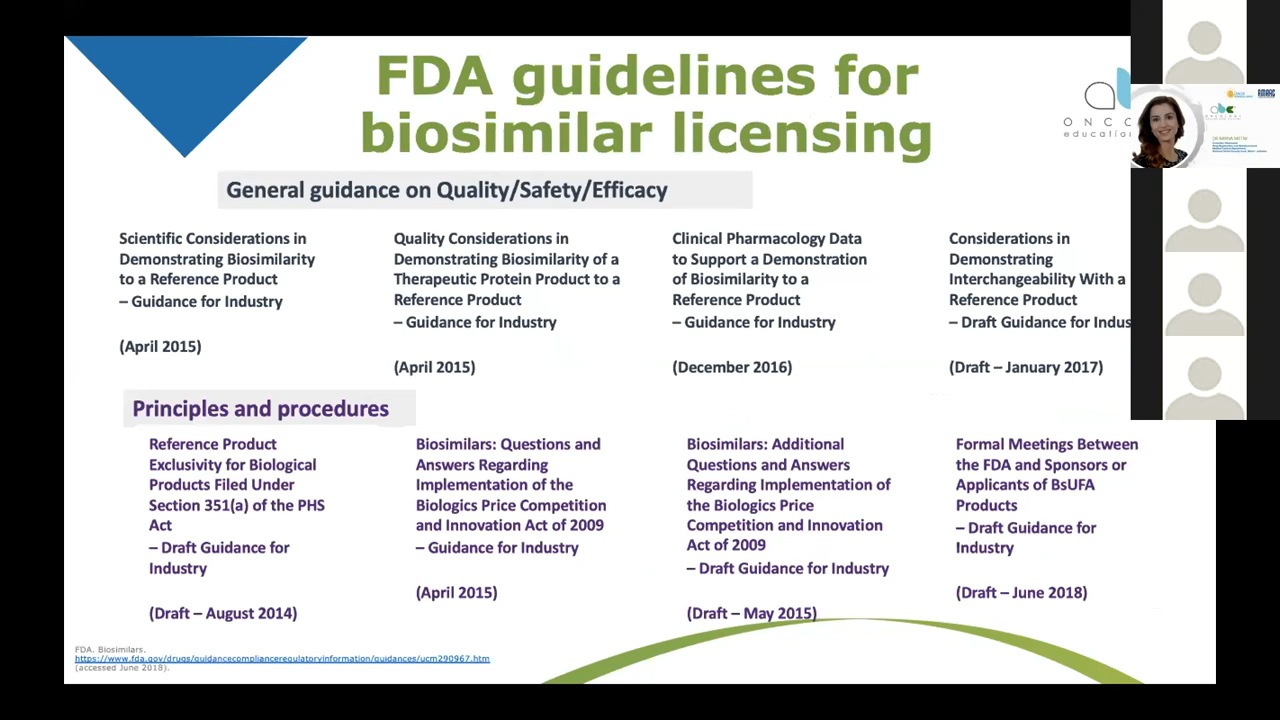 FDA guidelines for
biosimilar licensing
ONCO
education
abc
General guidance on Quality/Safety/Efficacy
Scientific Considerations in
Demonstrating Biosimilarity
to a Reference Product
– Guidance for Industry
(April 2015)
Quality Considerations in
Demonstrating Biosimilarity of a
Therapeutic Protein Product to a
Reference Product
– Guidance for Industry
(April 2015)
Clinical Pharmacology Data
to Support a Demonstration
of Biosimilarity to a
Reference Product
– Guidance for Industry
(December 2016)
Considerations in
Demonstrating
Interchangeability With a
Reference Product
– Draft Guidance for Indus
(Draft – January 2017)
Principles and procedures
Reference Product
Exclusivity for Biological
Products Filed Under
Section 351(a) of the PHS
Act
– Draft Guidance for
Industry
(Draft – August 2014)
Biosimilars: Questions and
Answers Regarding
Implementation of the
Biologics Price Competition
and Innovation Act of 2009
– Guidance for Industry
(April 2015)
Biosimilars: Additional
Questions and Answers
Regarding Implementation of
the Biologics Price
Competition and Innovation
Act of 2009
– Draft Guidance for Industry
(Draft – May 2015)
Formal Meetings Between
the FDA and Sponsors or
Applicants of BsUFA
Products
– Draft Guidance for
Industry
(Draft – June 2018)
FDA. Biosimilars.
https://www.fda.gov/drugs/guidancecomplianceregulatoryinformation/guidances/ucm290967.htm
(accessed June 2018).